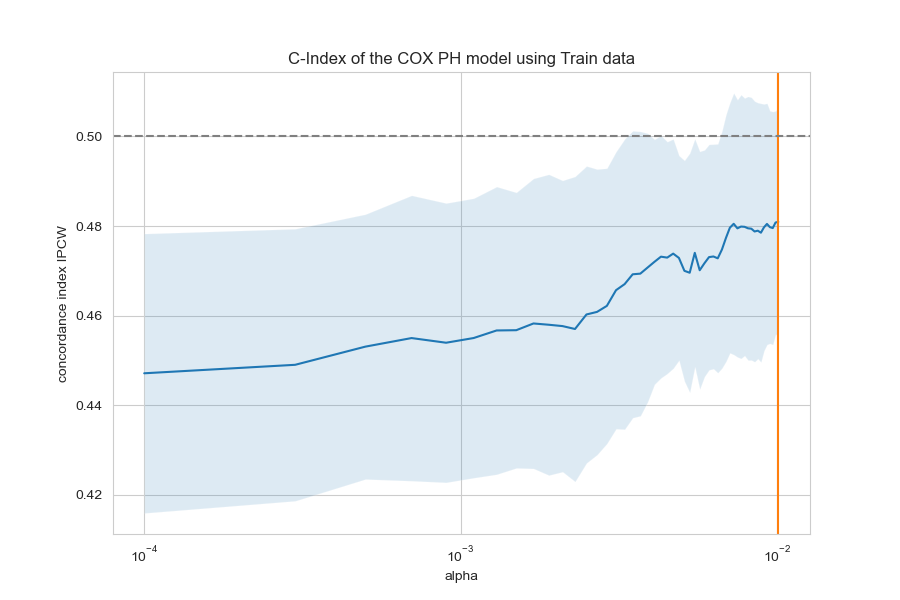 C-Index of the COX PH model using Train data
concordance index IPCW
0.50
0.48
0.46
0.44
0.42
10⁻⁴ 10⁻³ 10⁻²
alpha